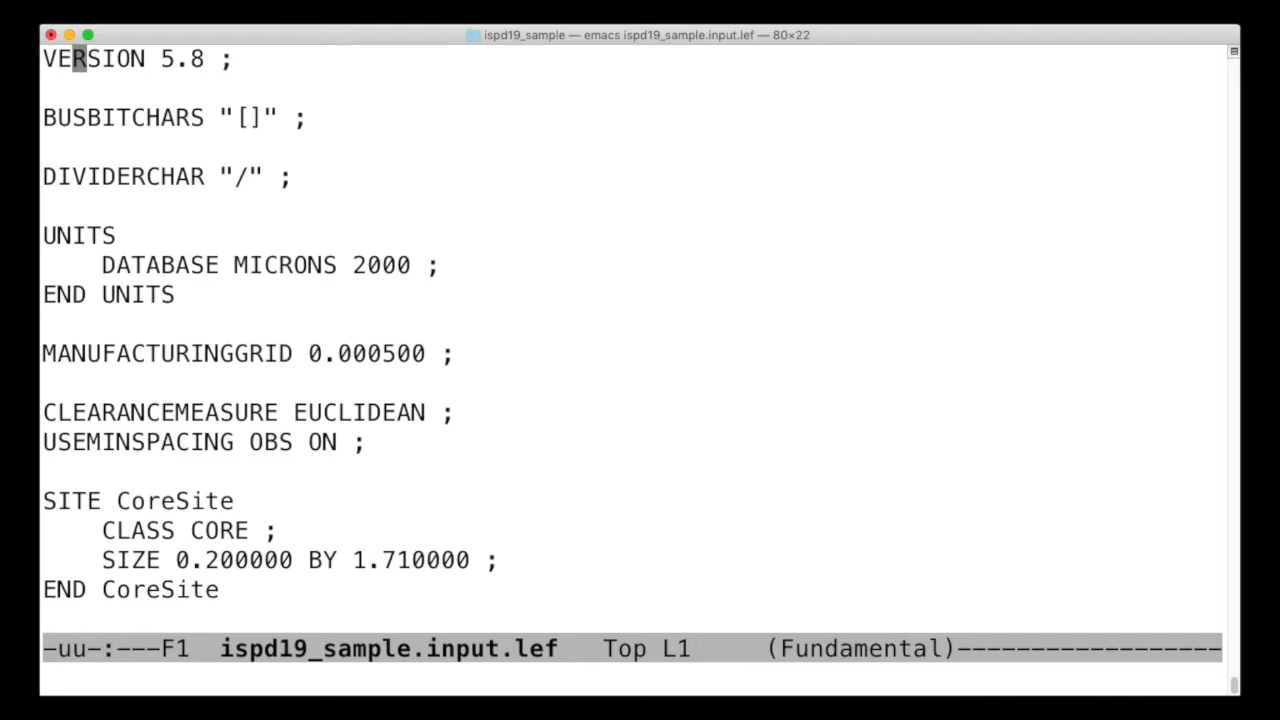 ispd19_sample — emacs ispd19_sample.input.lef — 80×22
VERSION 5.8 ;
BUSBITCHARS "[]" ;
DIVIDERCHAR "/" ;
UNITS
DATABASE MICRONS 2000 ;
END UNITS
MANUFACTURINGGRID 0.000500 ;
CLEARANCEMEASURE EUCLIDEAN ;
USEMINSPACING OBS ON ;
SITE CoreSite
CLASS CORE ;
SIZE 0.200000 BY 1.710000 ;
END CoreSite
-uu-:---F1 ispd19_sample.input.lef Top L1 (Fundamental)------------------